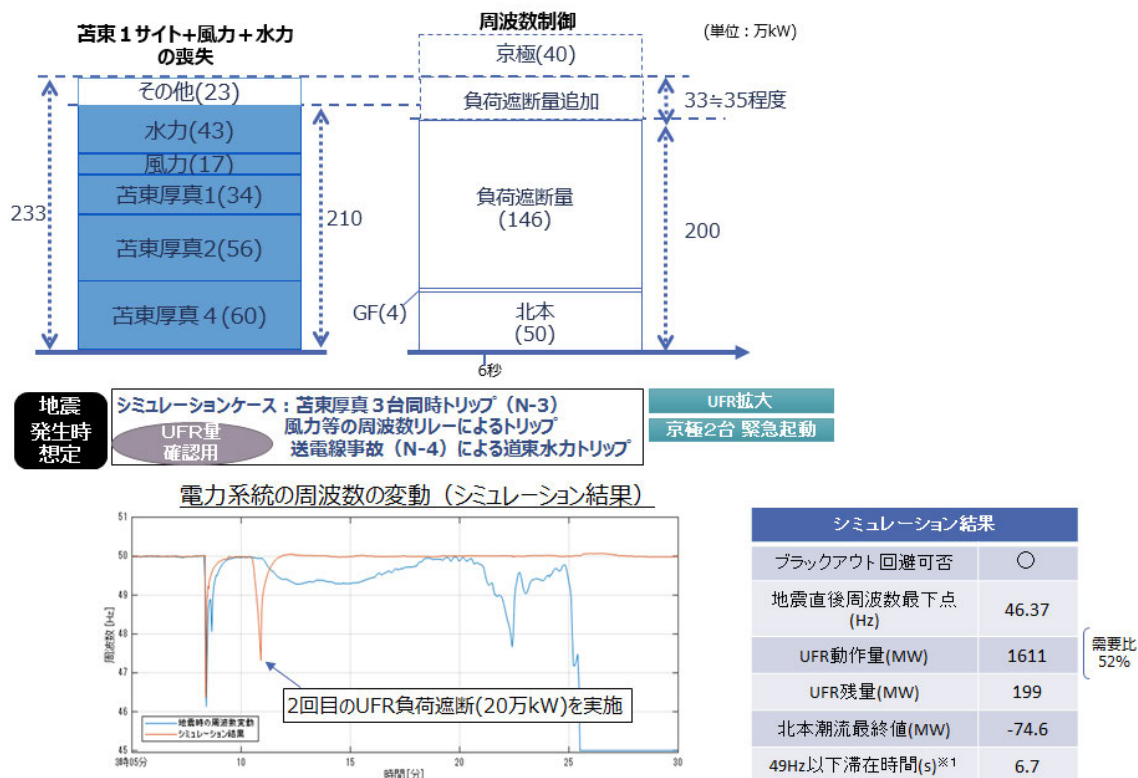 苫東１サイト+風力＋水力
の喪失
周波数制御
(単位：万kW)
京極(40)
その他(23)
負荷遮断量追加
33≒35程度
水力(43)
風力(17)
苫東厚真1(34)
負荷遮断量
(146)
233
210
200
苫東厚真2(56)
苫東厚真４(60)
GF(4)
北本
(50)
6秒
地震
発生時
想定
シミュレーションケース：苫東厚真３台同時トリップ（N-3）
UFR量
確認用
風力等の周波数リレーによるトリップ
送電線事故（N-4）による道東水力トリップ
UFR拡大
京極2台 緊急起動
電力系統の周波数の変動（シミュレーション結果）
51
50
49
48
47
46
45
周波数 [Hz]
2回目のUFR負荷遮断(20万kW)を実施
地震時の周波数変動
シミュレーション結果
3時05分
10
15
20
25
30
時間 [分]
シミュレーション結果
ブラックアウト回避可否
○
地震直後周波数最下点
(Hz)
46.37
UFR動作量(MW)
1611
需要比
52%
UFR残量(MW)
199
北本潮流最終値(MW)
-74.6
49Hz以下滞在時間(s)※1
6.7